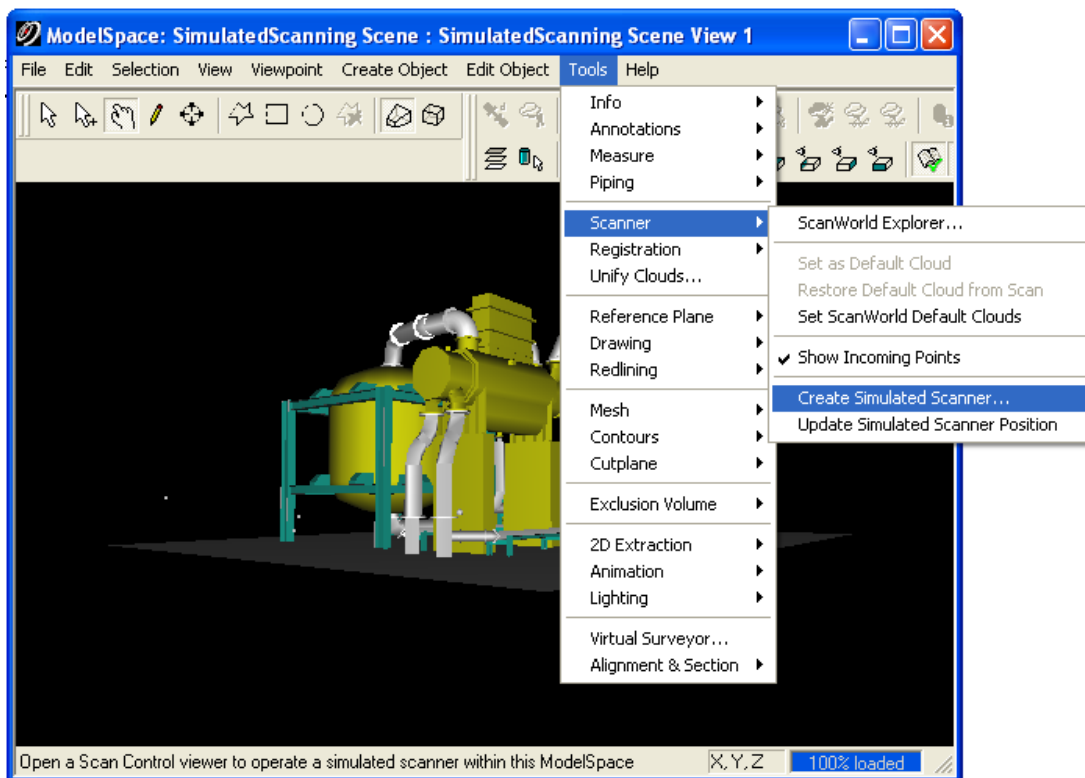 ModelSpace: SimulatedScanning Scene : SimulatedScanning Scene View 1
File Edit Selection View Viewpoint Create Object Edit Object Tools Help
Info
Annotations
Measure
Piping
Scanner
Registration
Unify Clouds...
Reference Plane
Drawing
Redlining
Mesh
Contours
Cutplane
Exclusion Volume
2D Extraction
Animation
Lighting
Virtual Surveyor...
Alignment & Section
ScanWorld Explorer...
Set as Default Cloud
Restore Default Cloud from Scan
Set ScanWorld Default Clouds
Show Incoming Points
Create Simulated Scanner...
Update Simulated Scanner Position
Open a Scan Control viewer to operate a simulated scanner within this ModelSpace X, Y, Z 100% loaded